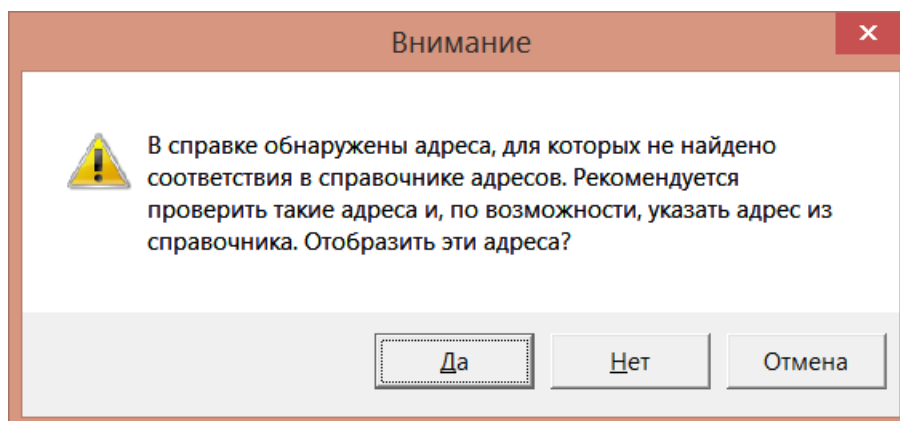 Внимание
В справке обнаружены адреса, для которых не найдено
соответствия в справочнике адресов. Рекомендуется
проверить такие адреса и, по возможности, указать адрес из
справочника. Отобразить эти адреса?
Да Нет Отмена